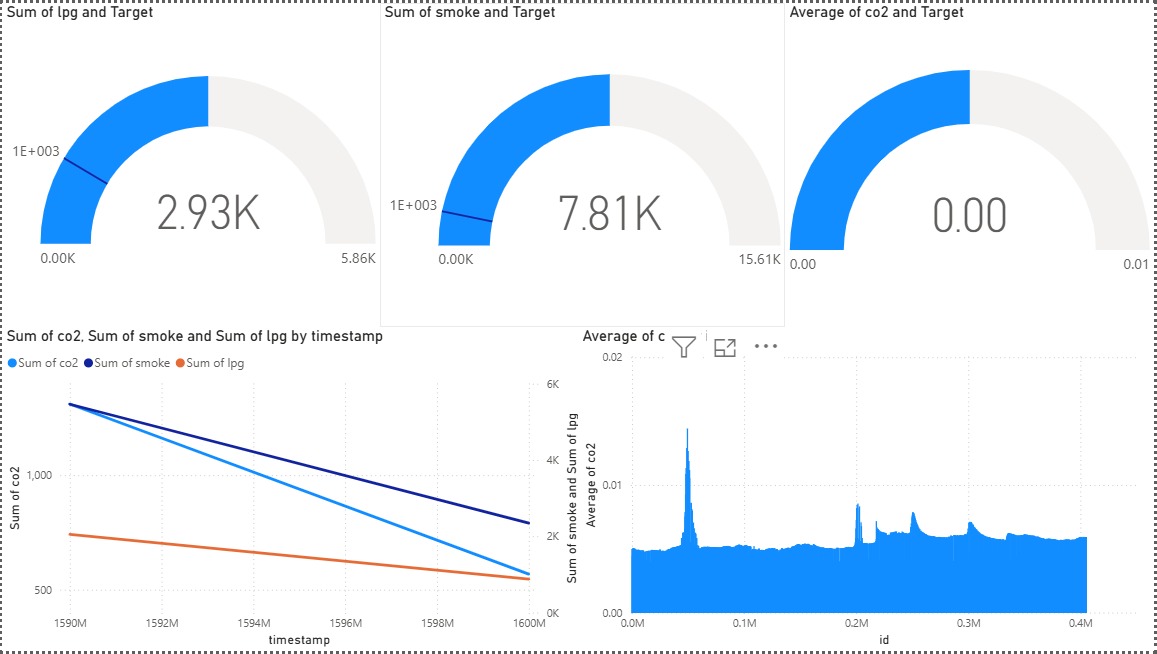 Sum of lpg and Target
1E+003
2.93K
0.00K
5.86K
Sum of smoke and Target
1E+003
7.81K
0.00K
15.61K
Average of co2 and Target
0.00
0.00
0.01
Sum of co2, Sum of smoke and Sum of lpg by timestamp
Sum of co2 Sum of smoke Sum of lpg
Sum of co2
1,000
500
6K
4K
2K
0K
Sum of smoke and Sum of lpg
1590M 1592M 1594M 1596M 1598M 1600M
timestamp
Average of c
Average of co2
0.02
0.01
0.00
0.0M 0.1M 0.2M 0.3M 0.4M
id